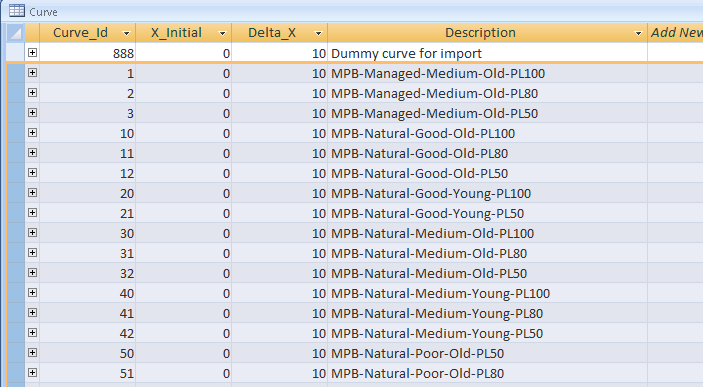 Curve
Curve_Id X_Initial Delta_X Description Add New
888 0 10 Dummy curve for import
1 0 10 MPB-Managed-Medium-Old-PL100
2 0 10 MPB-Managed-Medium-Old-PL80
3 0 10 MPB-Managed-Medium-Old-PL50
10 0 10 MPB-Natural-Good-Old-PL100
11 0 10 MPB-Natural-Good-Old-PL80
12 0 10 MPB-Natural-Good-Old-PL50
20 0 10 MPB-Natural-Good-Young-PL100
21 0 10 MPB-Natural-Good-Young-PL50
30 0 10 MPB-Natural-Medium-Old-PL100
31 0 10 MPB-Natural-Medium-Old-PL80
32 0 10 MPB-Natural-Medium-Old-PL50
40 0 10 MPB-Natural-Medium-Young-PL100
41 0 10 MPB-Natural-Medium-Young-PL80
42 0 10 MPB-Natural-Medium-Young-PL50
50 0 10 MPB-Natural-Poor-Old-PL50
51 0 10 MPB-Natural-Poor-Old-PL80